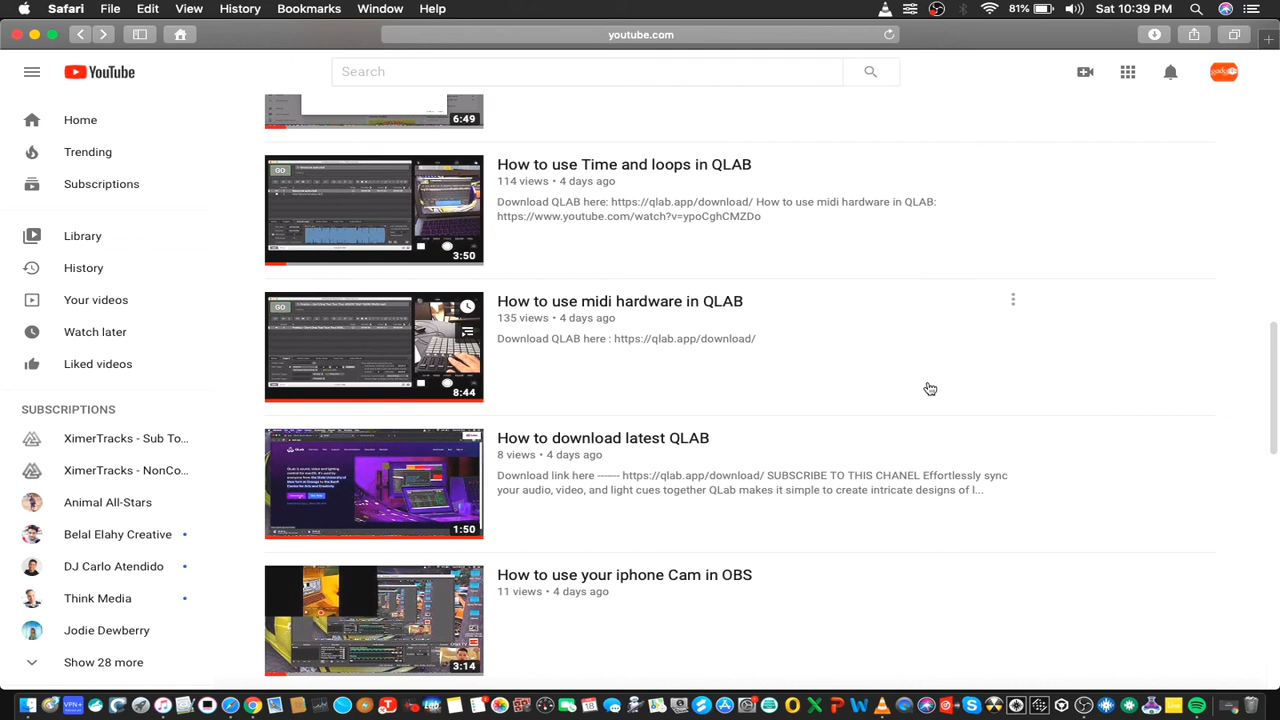 Safari File Edit View History Bookmarks Window Help 81% Sat 10:39 PM
youtube.com
YouTube
Search
Home
Trending
Subscriptions
Library
History
Your videos
Watch later
Liked videos
SUBSCRIPTIONS
XimerTracks - Sub To...
XimerTracks - NonCo...
Animal All-Stars
Belal Elahy Creative
DJ Carlo Atendido
Think Media
Jodie Dewberry
Show 28 more
6:49
How to use Time and loops in QLAB
114 views • 4 days ago
Download QLAB here: https://qlab.app/download/ How to use midi hardware in QLAB:
https://www.youtube.com/watch?v=ypoCghCMZDo
GO
3:50
How to use midi hardware in QLAB
135 views • 4 days ago
Download QLAB here : https://qlab.app/download/
GO
8:44
How to download latest QLAB
8 views • 4 days ago
SUBSCRIBE TO THIS CHANEL Effortlessly sync
your audio, video and light cues together QLab makes it simple to create intricate designs of l...
1:50
How to use your iphone Cam in OBS
11 views • 4 days ago
3:14